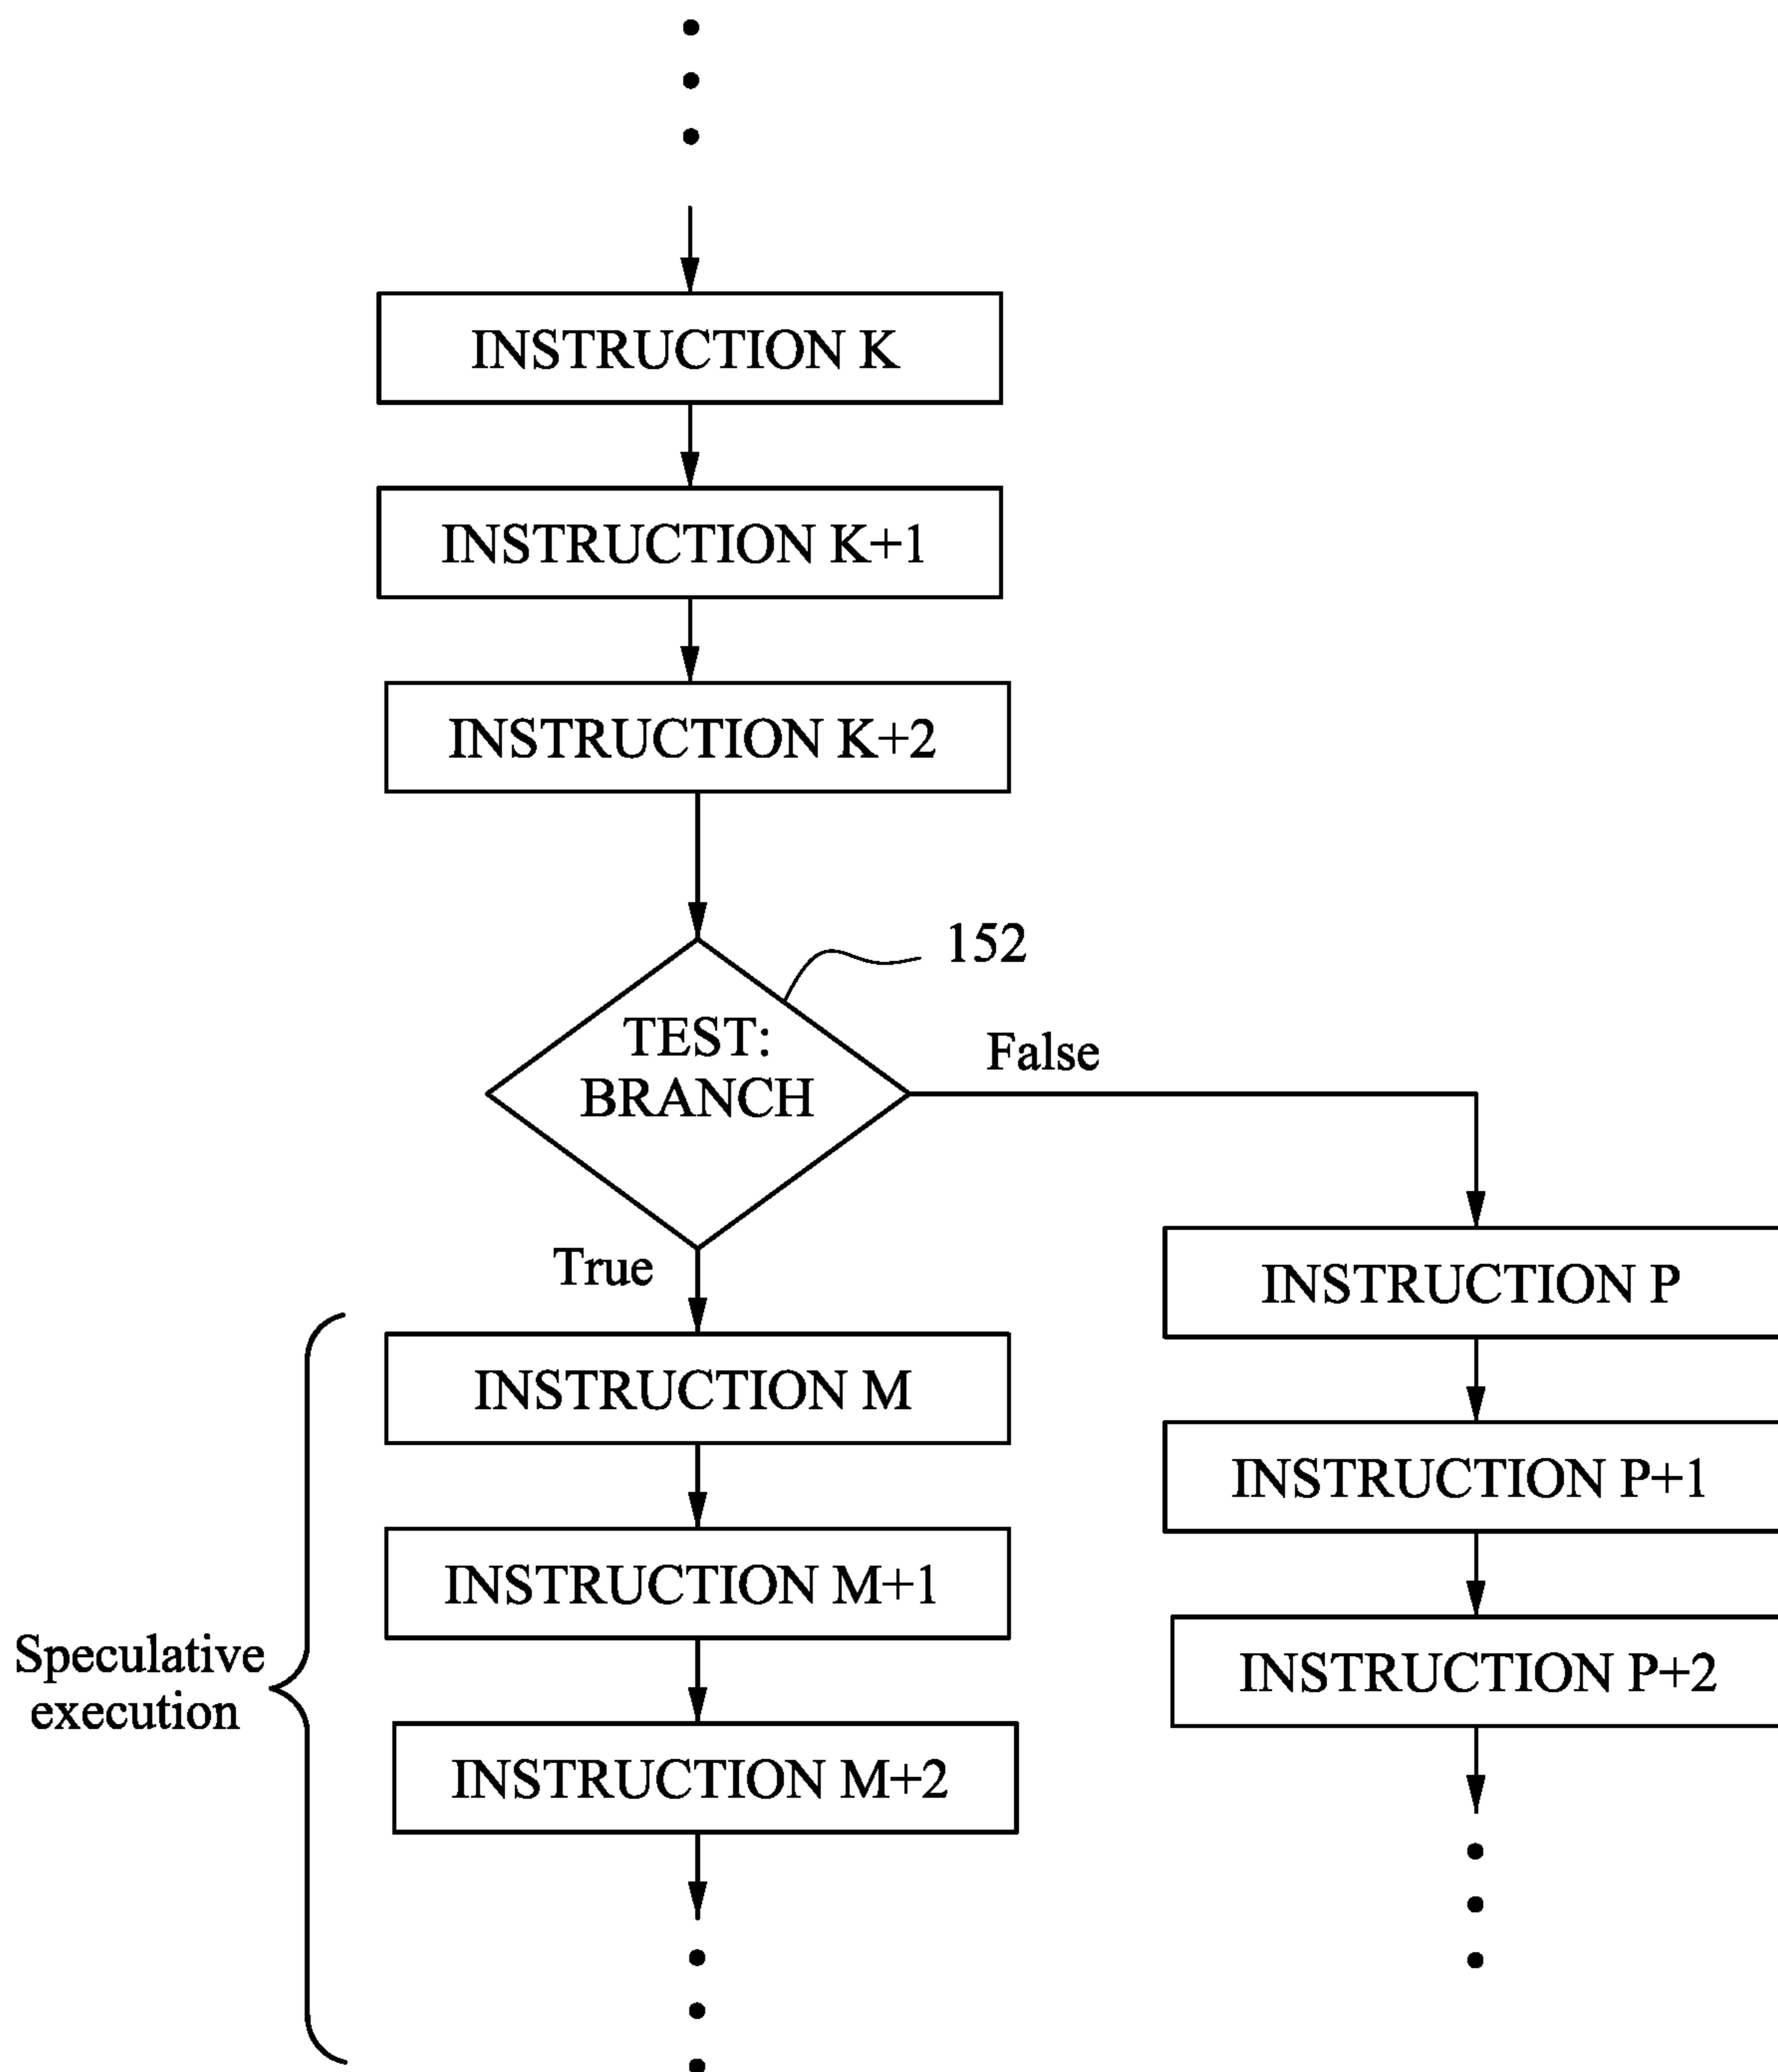 INSTRUCTION K
INSTRUCTION K+1
INSTRUCTION K+2
152
TEST:
BRANCH
False
True
INSTRUCTION P
INSTRUCTION M
INSTRUCTION P+1
INSTRUCTION M+1
Speculative
execution
INSTRUCTION P+2
INSTRUCTION M+2